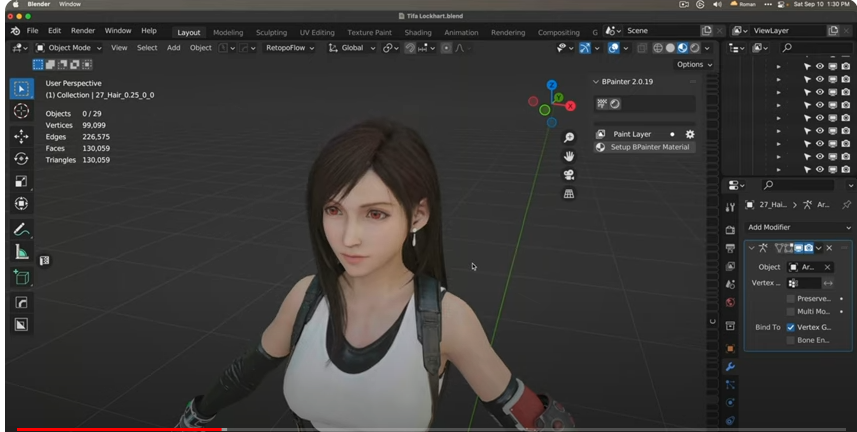 Blender Window Roman Sat Sep 10 1:30 PM
Tifa Lockhart.blend
File Edit Render Window Help Layout Modeling Sculpting UV Editing Texture Paint Shading Animation Rendering Compositing G Scene ViewLayer
Object Mode View Select Add Object RetopoFlow Global
Options
User Perspective
(1) Collection | 27_Hair_0.25_0_0
Objects 0 / 29
Vertices 99,099
Edges 226,575
Faces 130,059
Triangles 130,059
Z
Y
X
BPainter 2.0.19
Paint Layer
Setup BPainter Material
27_Hai... Ar...
Add Modifier
Object Ar...
Vertex ...
Preserve...
Multi Mo...
Bind To Vertex G...
Bone En...